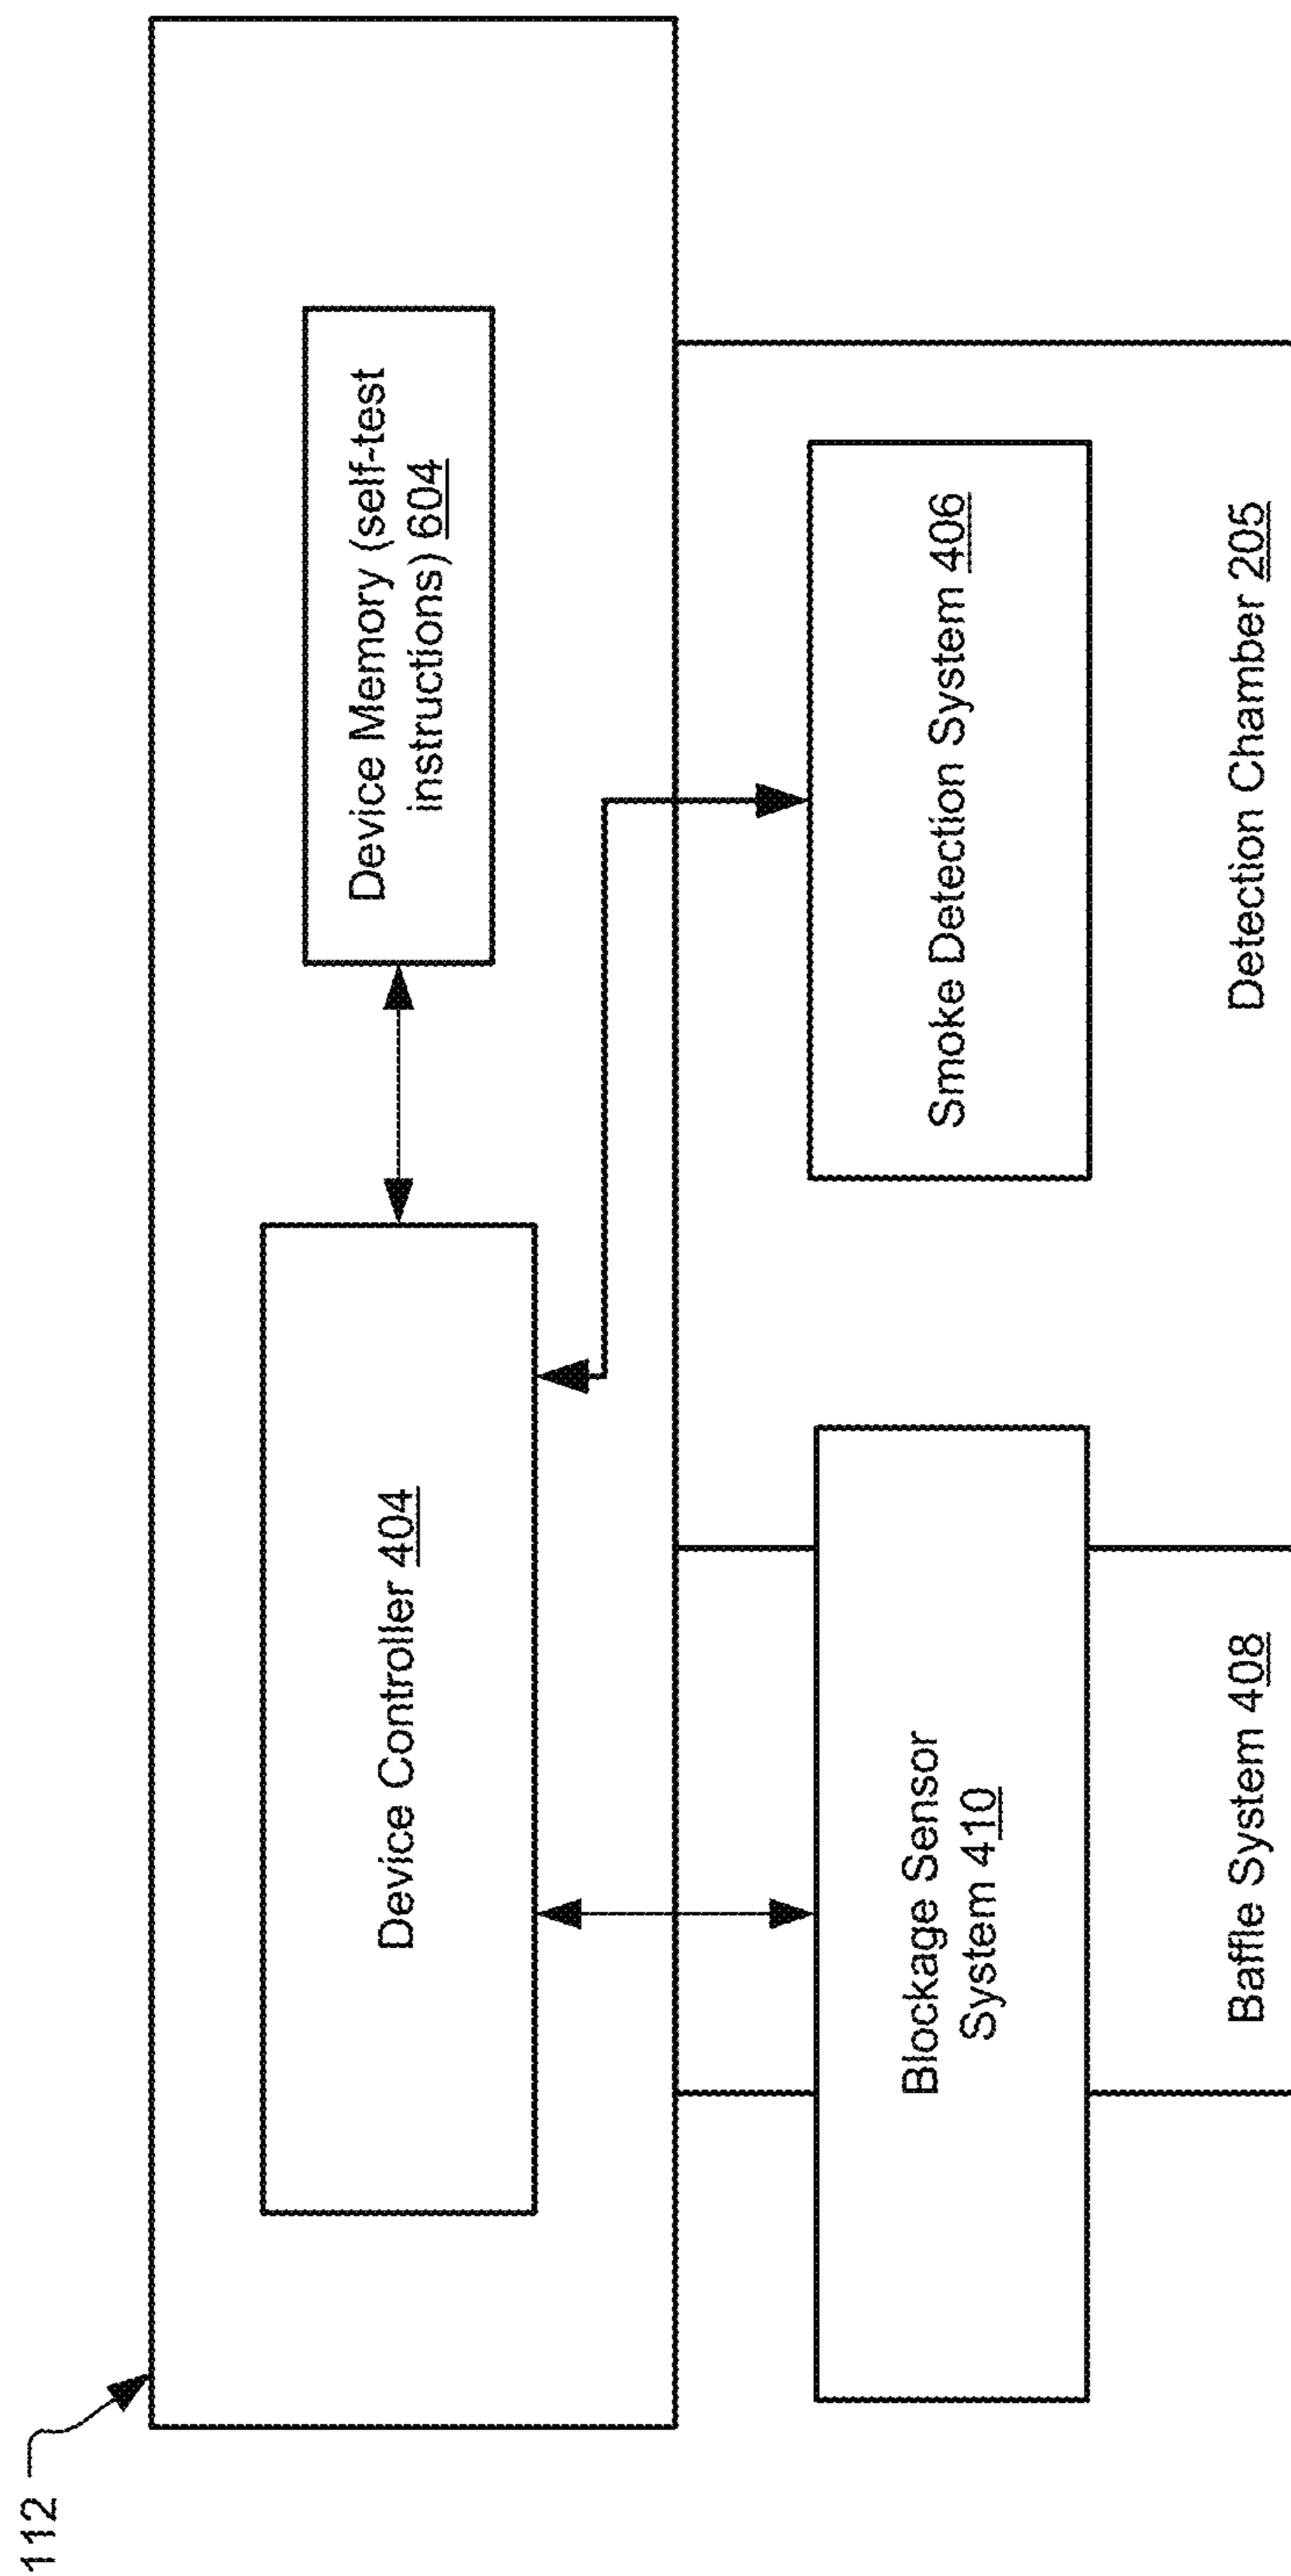 112
Device Controller 404
Device Memory (self-test
instructions) 604
Blockage Sensor
System 410
Smoke Detection System 406
Baffle System 408
Detection Chamber 205